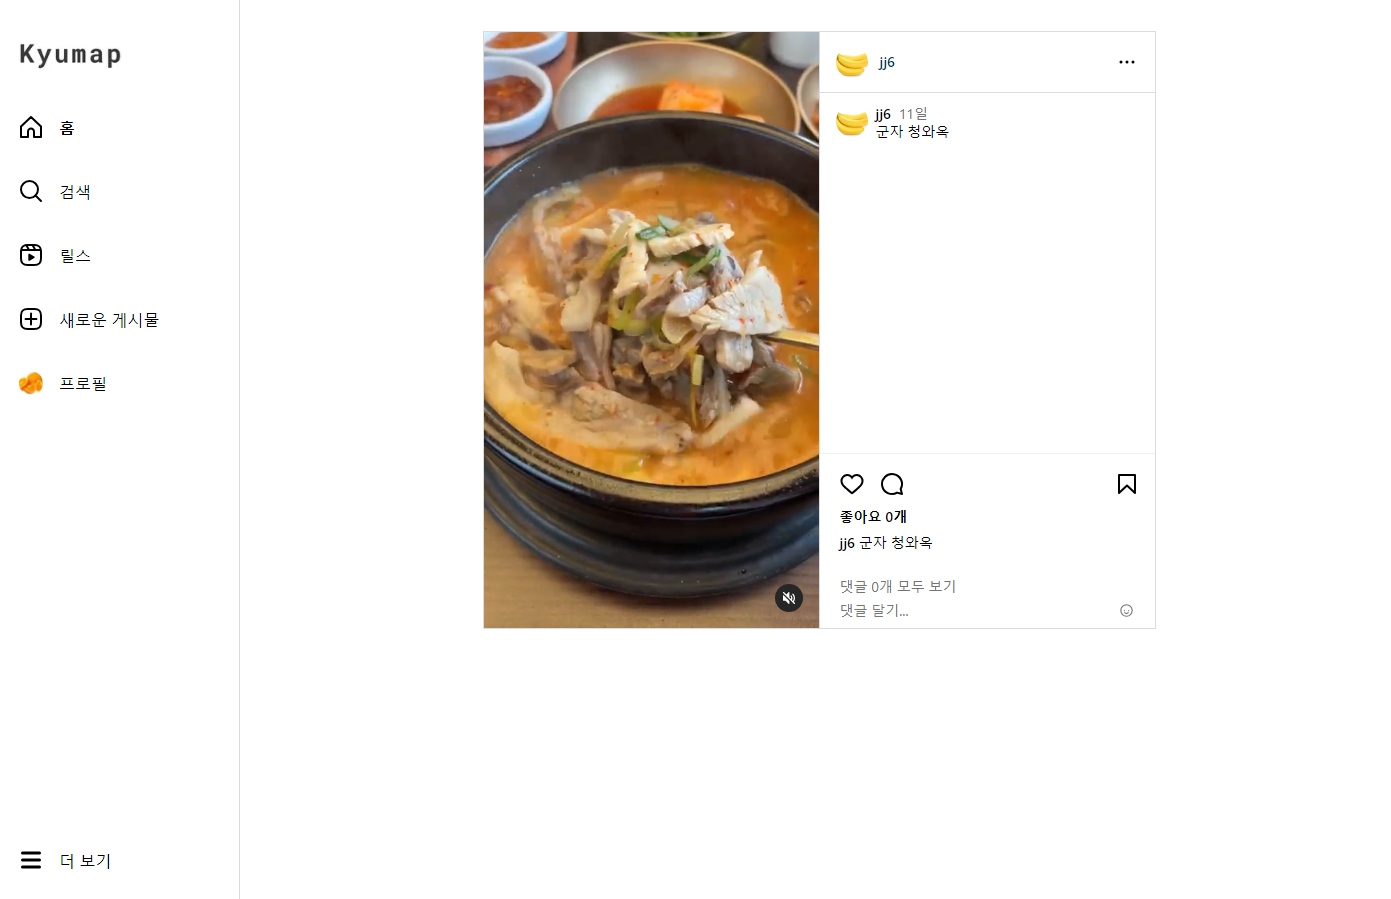 Kyumap
홈
검색
릴스
새로운 게시물
프로필
더 보기
jj6
jj6 11일
군자 청와옥
좋아요 0개
jj6 군자 청와옥
댓글 0개 모두 보기
댓글 달기...